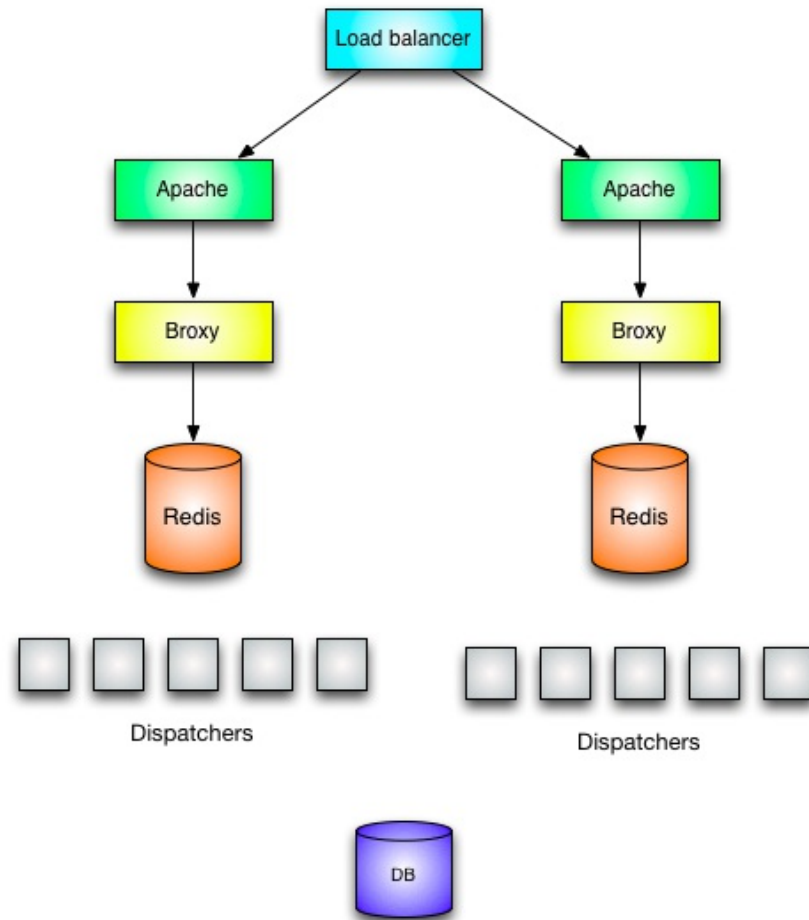 Load balancer
Apache
Apache
Broxy
Broxy
Redis
Redis
Dispatchers
Dispatchers
DB